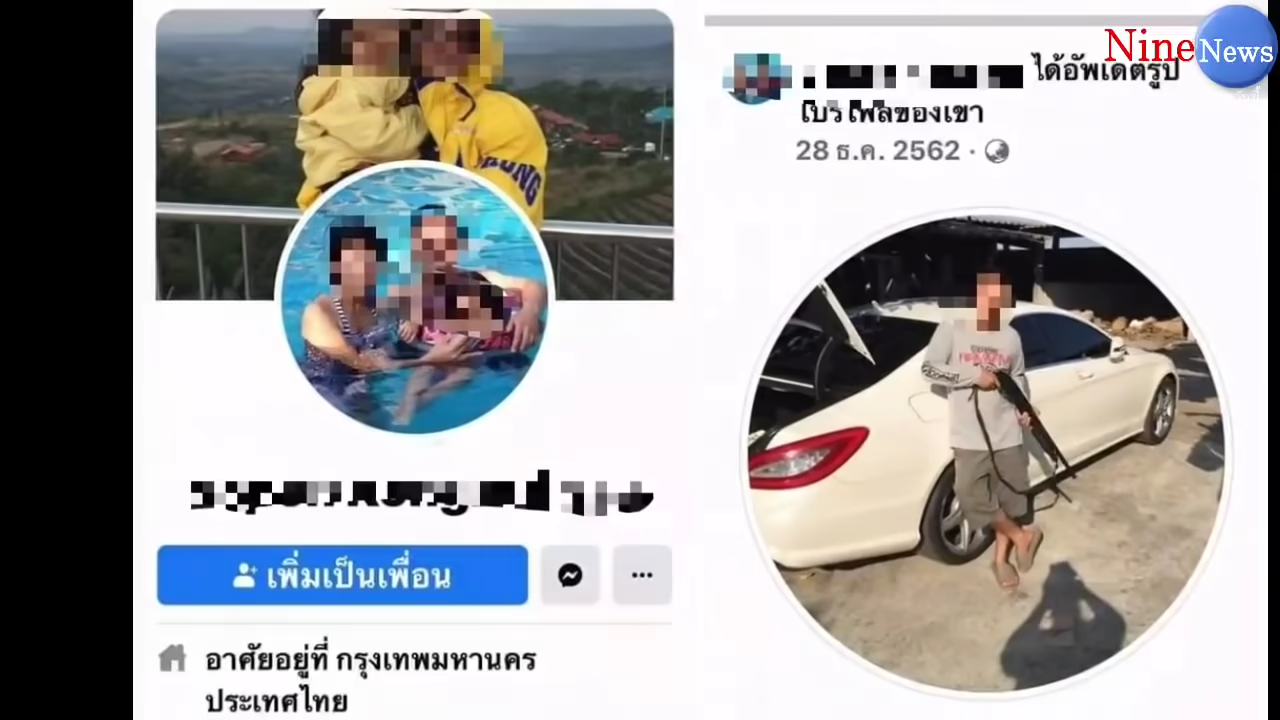 Nine News
ได้อัพเดตรูป
โปรไฟล์ของเขา
28 ธ.ค. 2562 ·
เพิ่มเป็นเพื่อน
อาศัยอยู่ที่ กรุงเทพมหานคร
ประเทศไทย